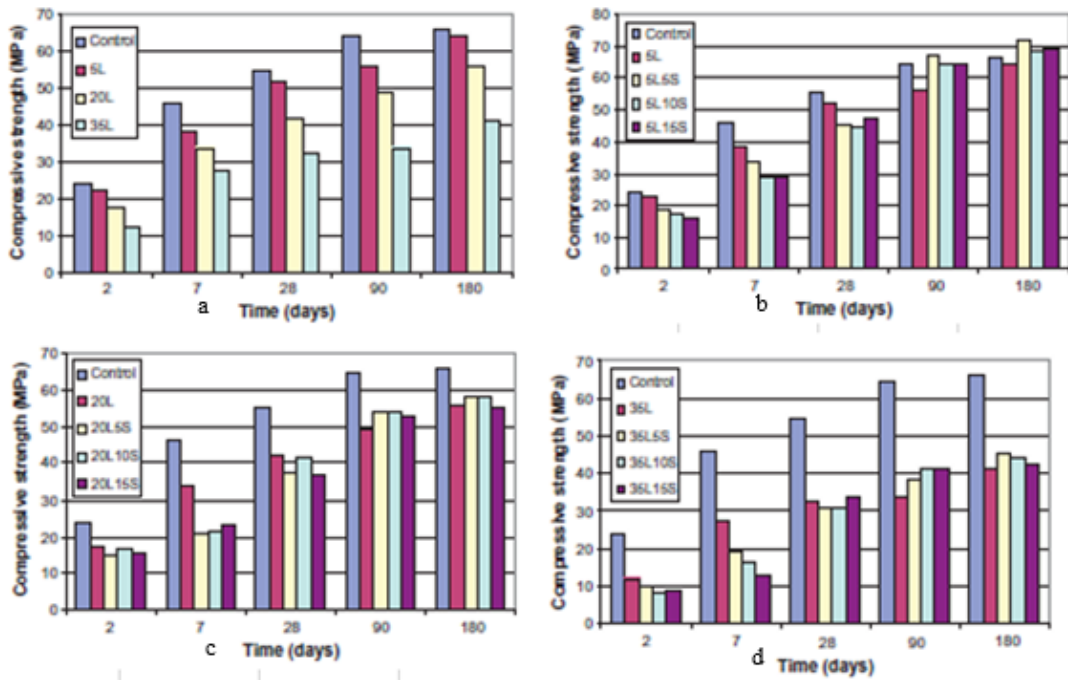 Compressive strength (MPa)
70
60
50
40
30
20
10
0
Control
5L
20L
35L
2 7 28 90 180
a
Time (days)
Compressive strength (MPa)
80
70
60
50
40
30
20
10
0
Control
5L
5L5S
5L10S
5L15S
2 7 28 90 180
b
Time (days)
Compressive strength (MPa)
70
60
50
40
30
20
10
0
Control
20L
20L5S
20L10S
20L15S
2 7 28 90 180
c
Time (days)
Compressive strength (MPa)
70
60
50
40
30
20
10
0
Control
35L
35L5S
35L10S
35L15S
2 7 28 90 180
d
Time (days)